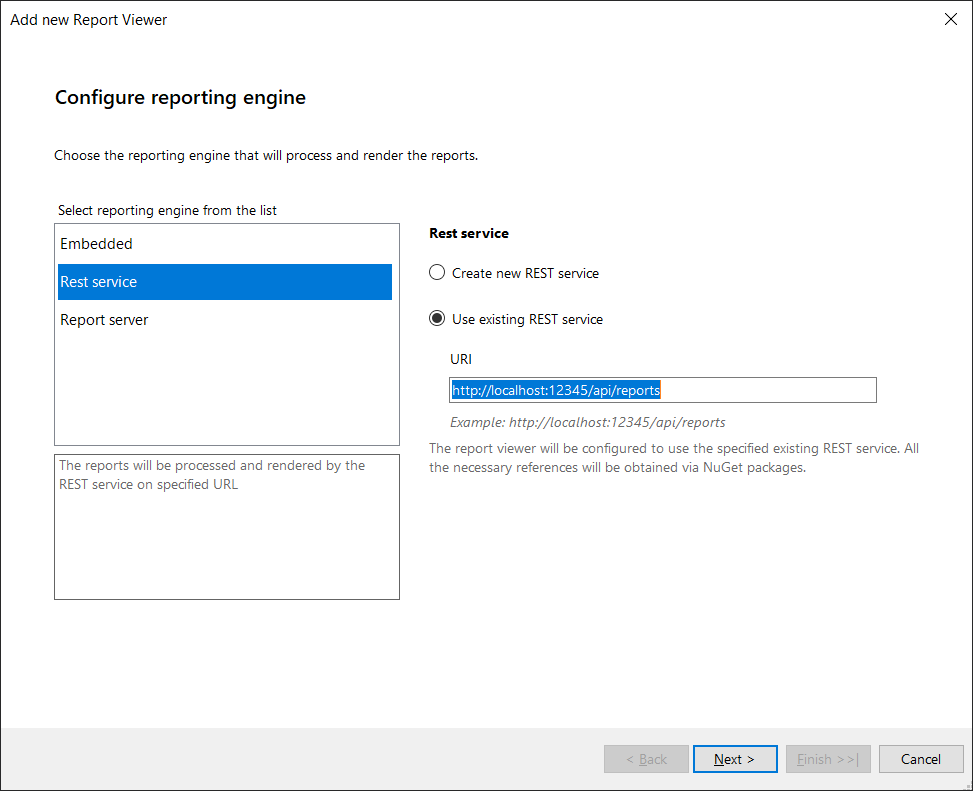 Add new Report Viewer
Configure reporting engine
Choose the reporting engine that will process and render the reports.
Select reporting engine from the list
Embedded
Rest service
Report server
The reports will be processed and rendered by the
REST service on specified URL
Rest service
Create new REST service
Use existing REST service
URI
http://localhost:12345/api/reports
Example: http://localhost:12345/api/reports
The report viewer will be configured to use the specified existing REST service. All
the necessary references will be obtained via NuGet packages.
< Back
Next >
Finish >>|
Cancel